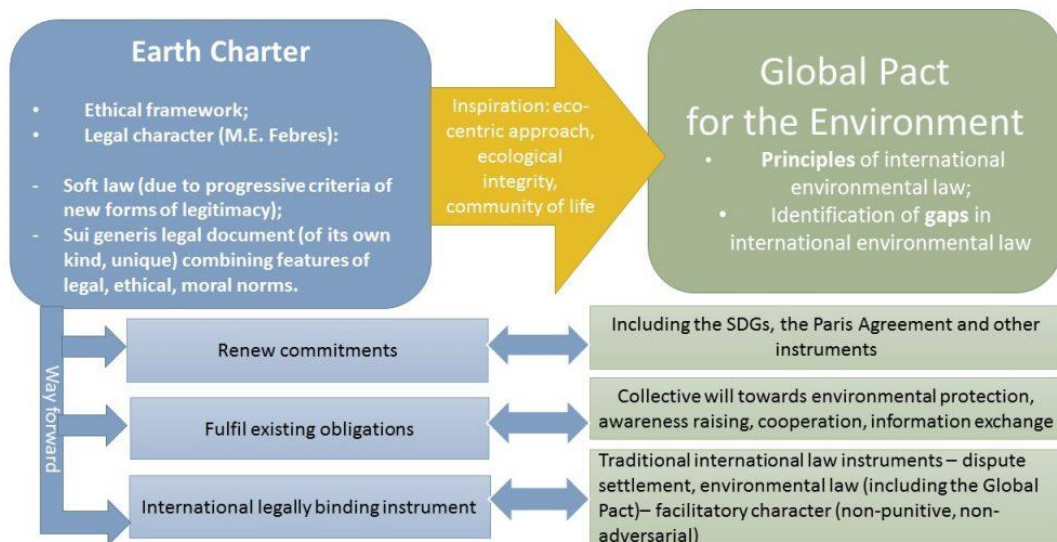 Earth Charter
• Ethical framework;
• Legal character (M.E. Febres):
- Soft law (due to progressive criteria of
new forms of legitimacy);
- Sui generis legal document (of its own
kind, unique) combining features of
legal, ethical, moral norms.
Inspiration: eco-
centric approach,
ecological
integrity,
community of life
Global Pact
for the Environment
• Principles of international
environmental law;
• Identification of gaps in
international environmental law
Way forward
Renew commitments
Including the SDGs, the Paris Agreement and other
instruments
Fulfil existing obligations
Collective will towards environmental protection,
awareness raising, cooperation, information exchange
International legally binding instrument
Traditional international law instruments – dispute
settlement, environmental law (including the Global
Pact)– facilitatory character (non-punitive, non-
adversarial)